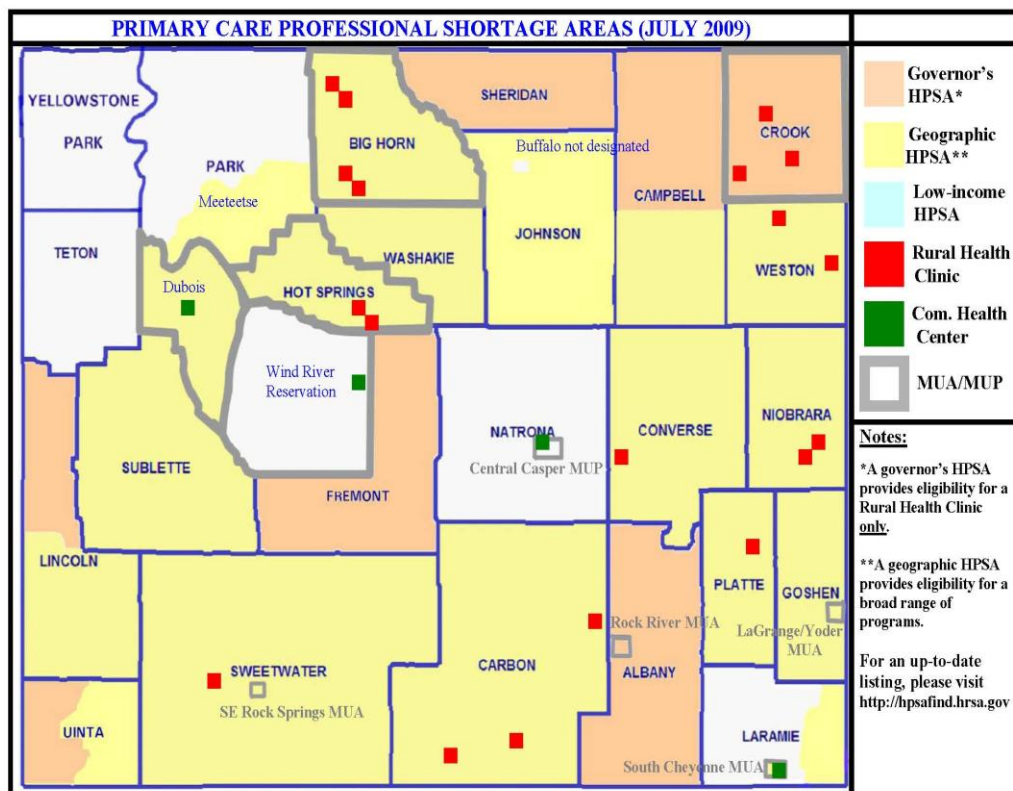 PRIMARY CARE PROFESSIONAL SHORTAGE AREAS (JULY 2009)
YELLOWSTONE
PARK
PARK
Meeteetse
BIG HORN
SHERIDAN
Buffalo not designated
CAMPBELL
CROOK
TETON
Dubois
HOT SPRINGS
WASHAKIE
JOHNSON
WESTON
Wind River
Reservation
SUBLETTE
FREMONT
NATRONA
Central Casper MUP
CONVERSE
NIOBRARA
LINCOLN
SWEETWATER
SE Rock Springs MUA
CARBON
Rock River MUA
ALBANY
PLATTE
GOSHEN
LaGrange/Yoder
MUA
UINTA
LARAMIE
South Cheyenne MUA
Governor's
HPSA*
Geographic
HPSA**
Low-income
HPSA
Rural Health
Clinic
Com. Health
Center
MUA/MUP
Notes:
*A governor's HPSA
provides eligibility for a
Rural Health Clinic
only.
**A geographic HPSA
provides eligibility for a
broad range of
programs.
For an up-to-date
listing, please visit
http://hpsafind.hrsa.gov